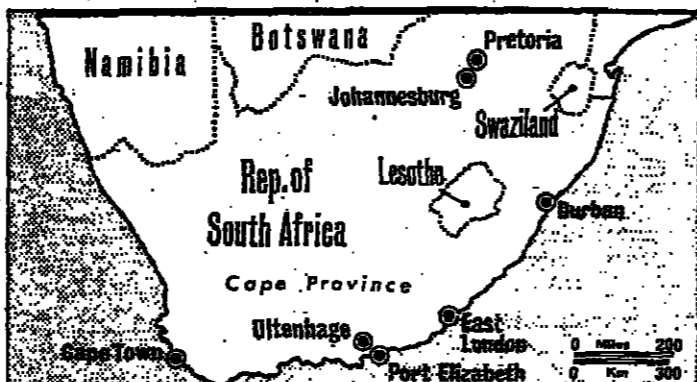 Namibia
Botswana
Pretoria
Johannesburg
Swaziland
Rep. of
South Africa
Lesotho
Durban
Cape Province
Uitenhage
East
London
Cape Town
Port Elizabeth
0 Miles 200
0 Km 300